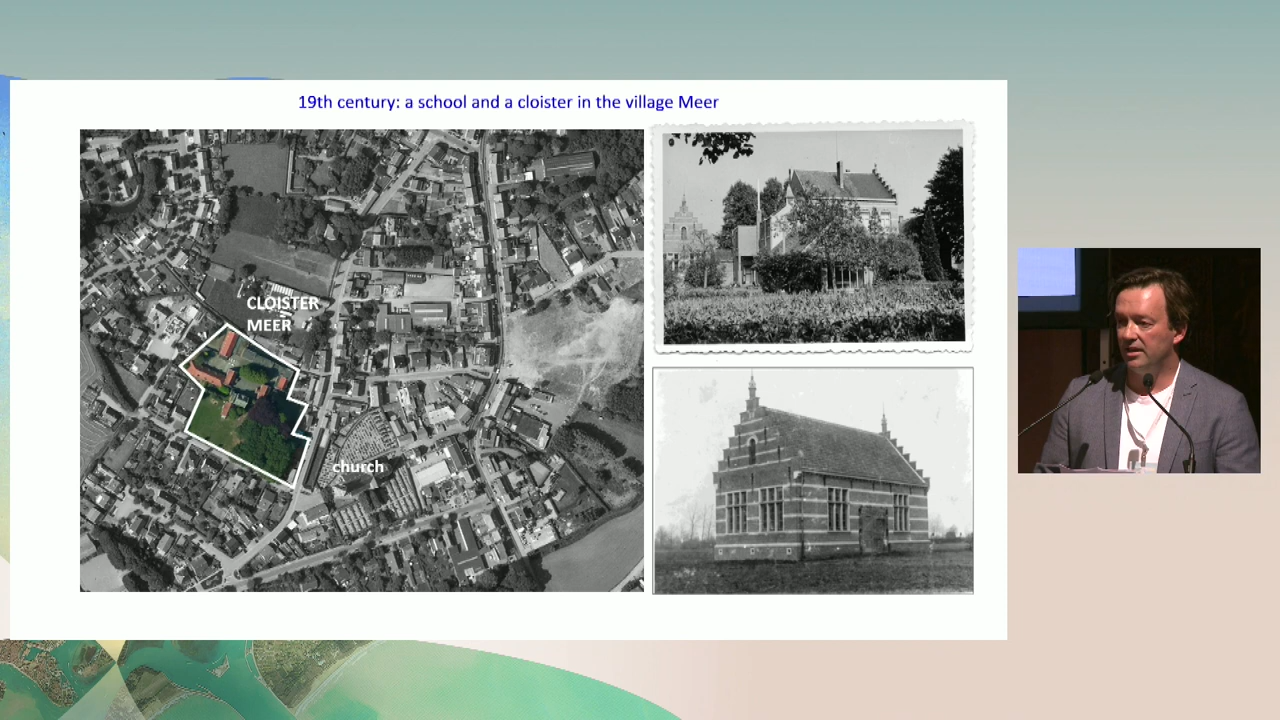 19th century: a school and a cloister in the village Meer
CLOISTER
MEER
church